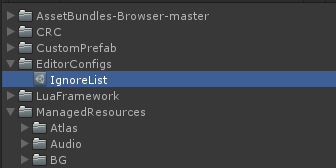 AssetBundles-Browser-master
CRC
CustomPrefab
EditorConfigs
IgnoreList
LuaFramework
ManagedResources
Atlas
Audio
BG